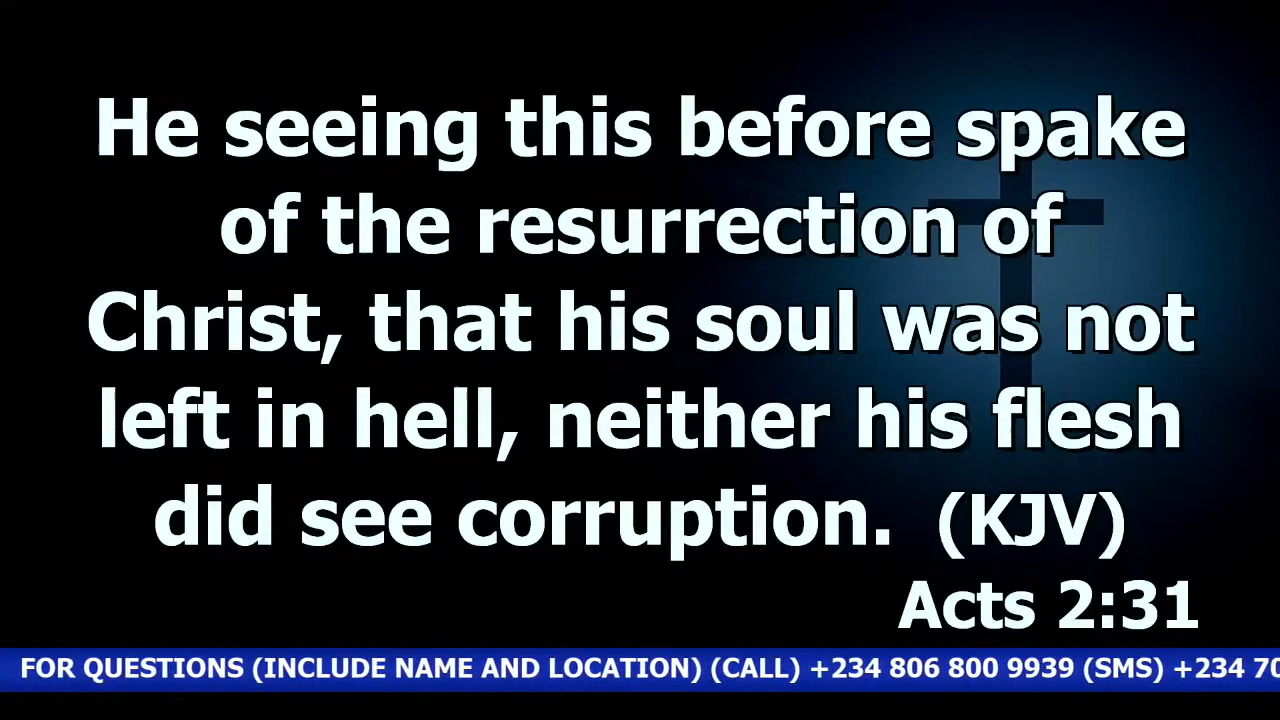 He seeing this before spake
of the resurrection of
Christ, that his soul was not
left in hell, neither his flesh
did see corruption. (KJV)
Acts 2:31
FOR QUESTIONS (INCLUDE NAME AND LOCATION) (CALL) +234 806 800 9939 (SMS) +234 70